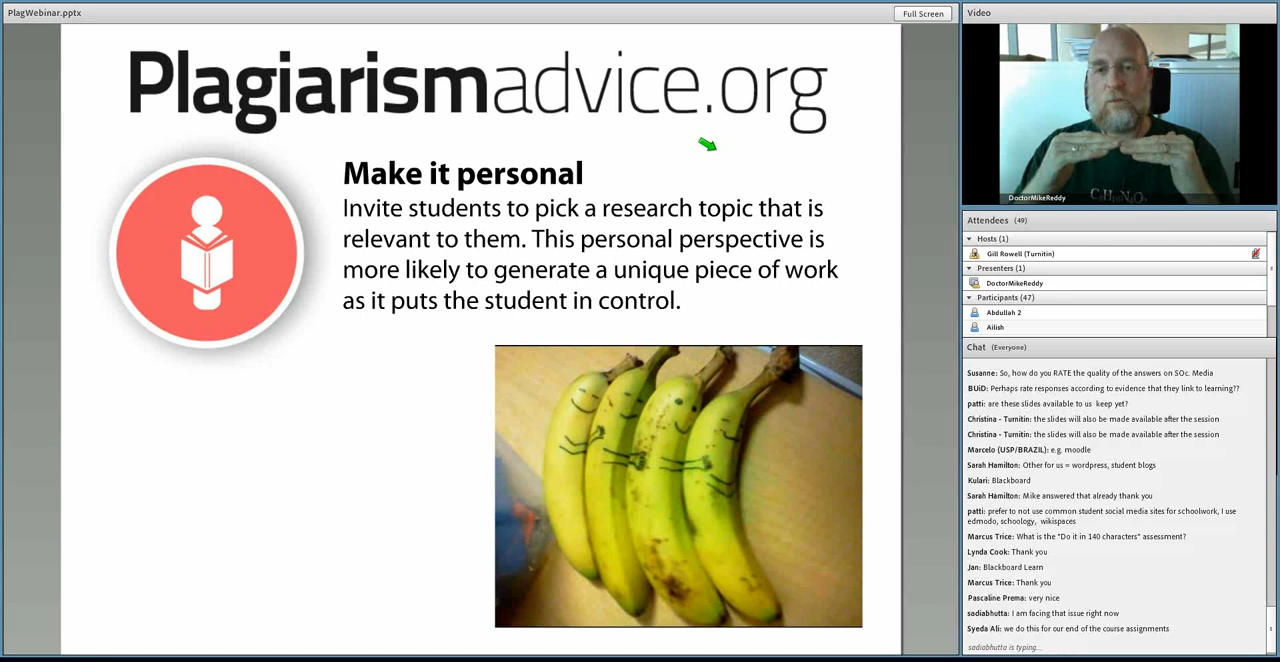 PlagWebinar.pptx
Full Screen
Plagiarismadvice.org
Make it personal
Invite students to pick a research topic that is
relevant to them. This personal perspective is
more likely to generate a unique piece of work
as it puts the student in control.
Video
DoctorMikeReddy
Attendees (49)
Hosts (1)
Gill Rowell (Turnitin)
Presenters (1)
DoctorMikeReddy
Participants (47)
Abdullah 2
Ailish
Chat (Everyone)
Susanne: So, how do you RATE the quality of the answers on SOc. Media
BUiD: Perhaps rate responses according to evidence that they link to learning??
patti: are these slides available to us keep yet?
Christina - Turnitin: the slides will also be made available after the session
Christina - Turnitin: the slides will also be made available after the session
Marcelo (USP/BRAZIL): e.g. moodle
Sarah Hamilton: Other for us = wordpress, student blogs
Kulari: Blackboard
Sarah Hamilton: Mike answered that already thank you
patti: prefer to not use common student social media sites for schoolwork, I use
edmodo, schoology, wikispaces
Marcus Trice: What is the "Do it in 140 characters" assessment?
Lynda Cook: Thank you
Jan: Blackboard Learn
Marcus Trice: Thank you
Pascaline Prema: very nice
sadiabhutta: I am facing that issue right now
Syeda Ali: we do this for our end of the course assignments
sadiabhutta is typing...